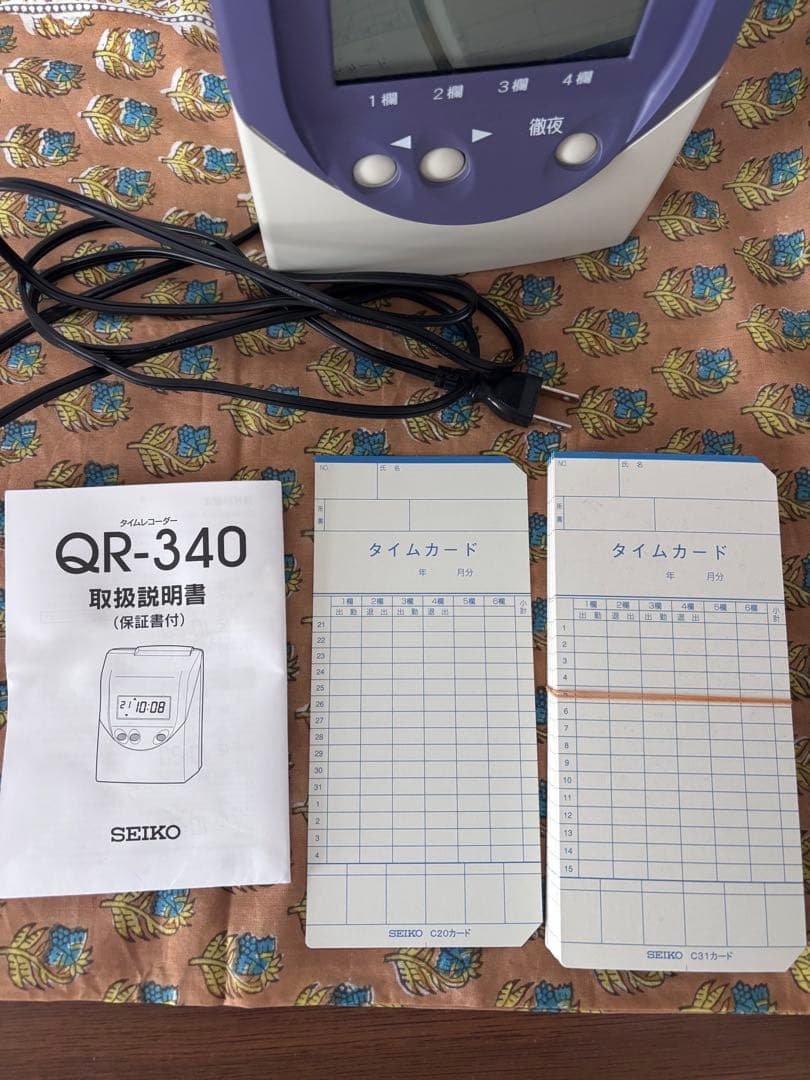 1欄 2欄 3欄 4欄
徹夜
タイムレコーダー
QR-340
取扱説明書
(保証書付)
21 10:08
SEIKO
NO. 氏 名
所属
タイムカード
年 月分
1欄 2欄 3欄 4欄 5欄 6欄 小計
出 勤 退 出 出 勤 退 出
21
22
23
24
25
26
27
28
29
30
31
1
2
3
4
SEIKO C20カード
NO. 氏 名
所属
タイムカード
年 月分
1欄 2欄 3欄 4欄 5欄 6欄 小計
出 勤 退 出 出 勤 退 出
1
2
3
4
5
6
7
8
9
10
11
12
13
14
15
SEIKO C31カード